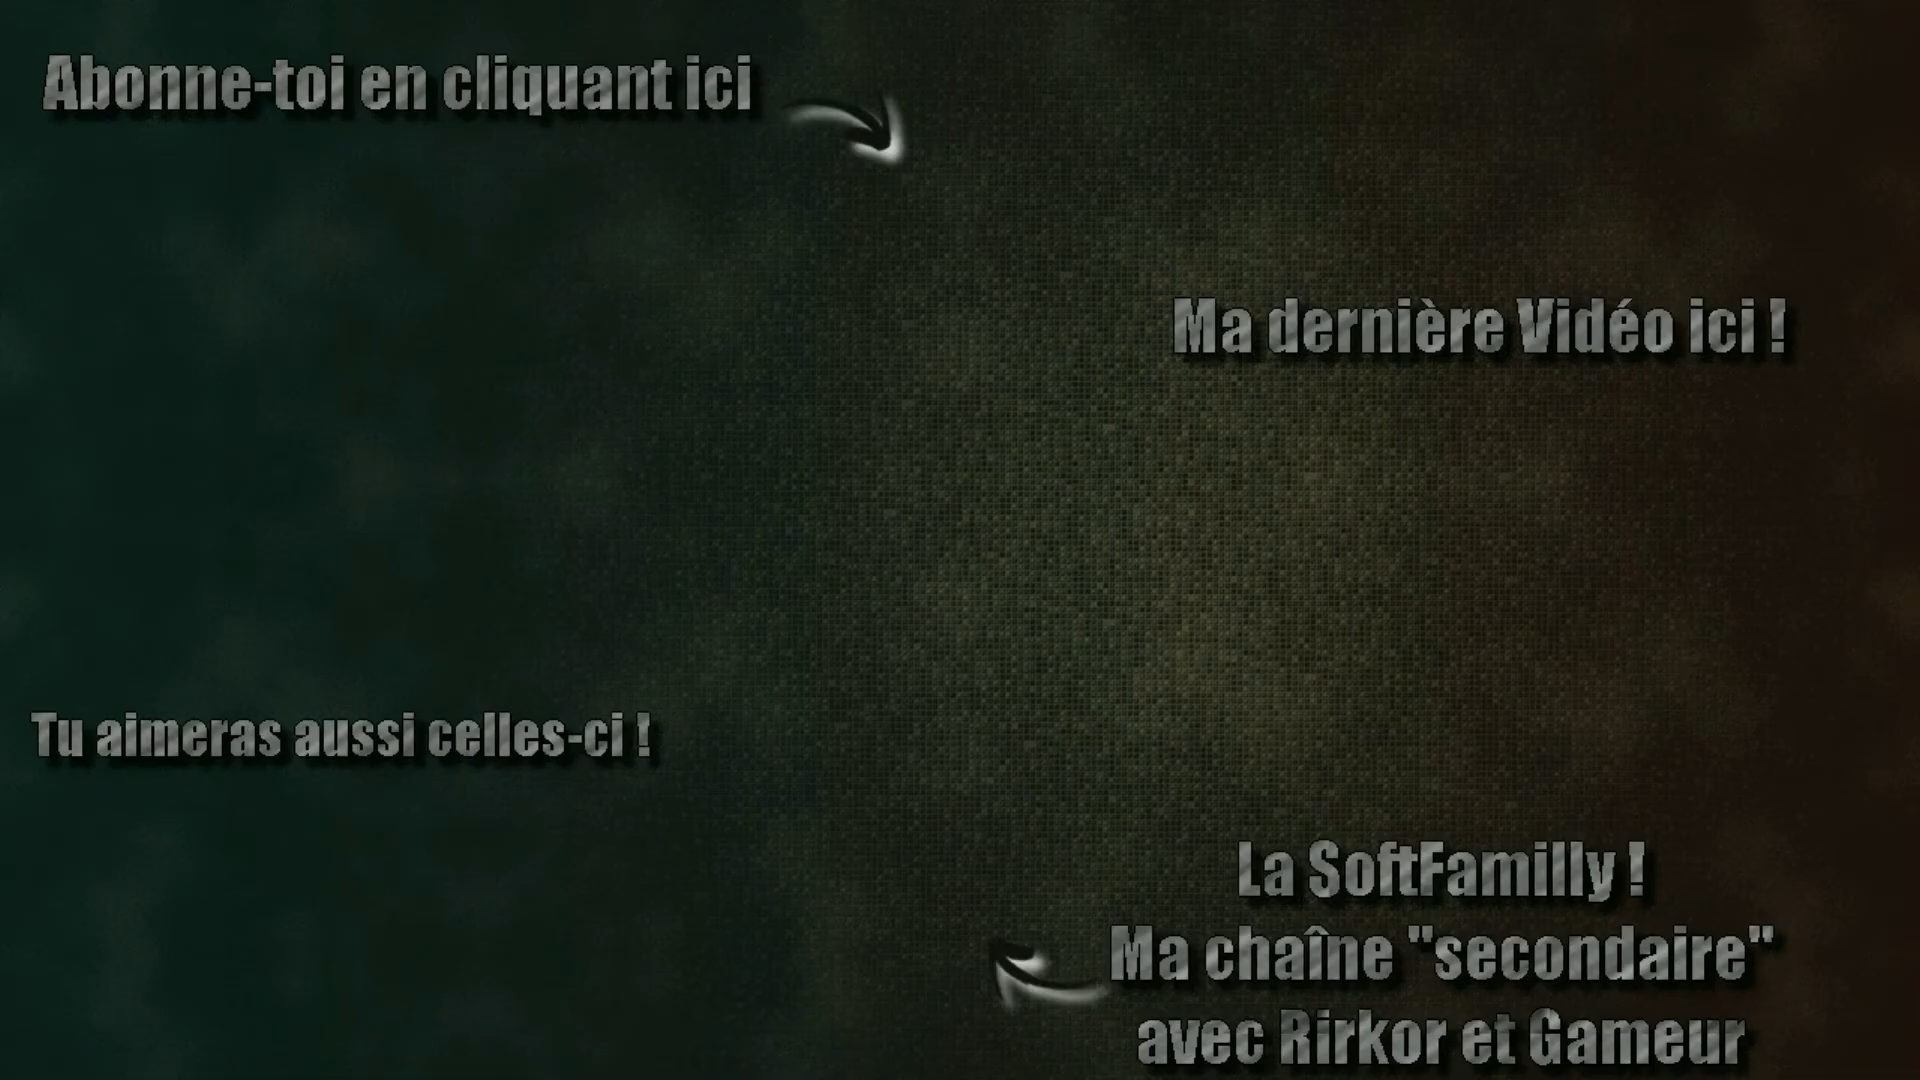 Abonne-toi en cliquant ici
Ma dernière Vidéo ici !
Tu aimeras aussi celles-ci !
La SoftFamilly !
Ma chaîne "secondaire"
avec Rirkor et Gameur